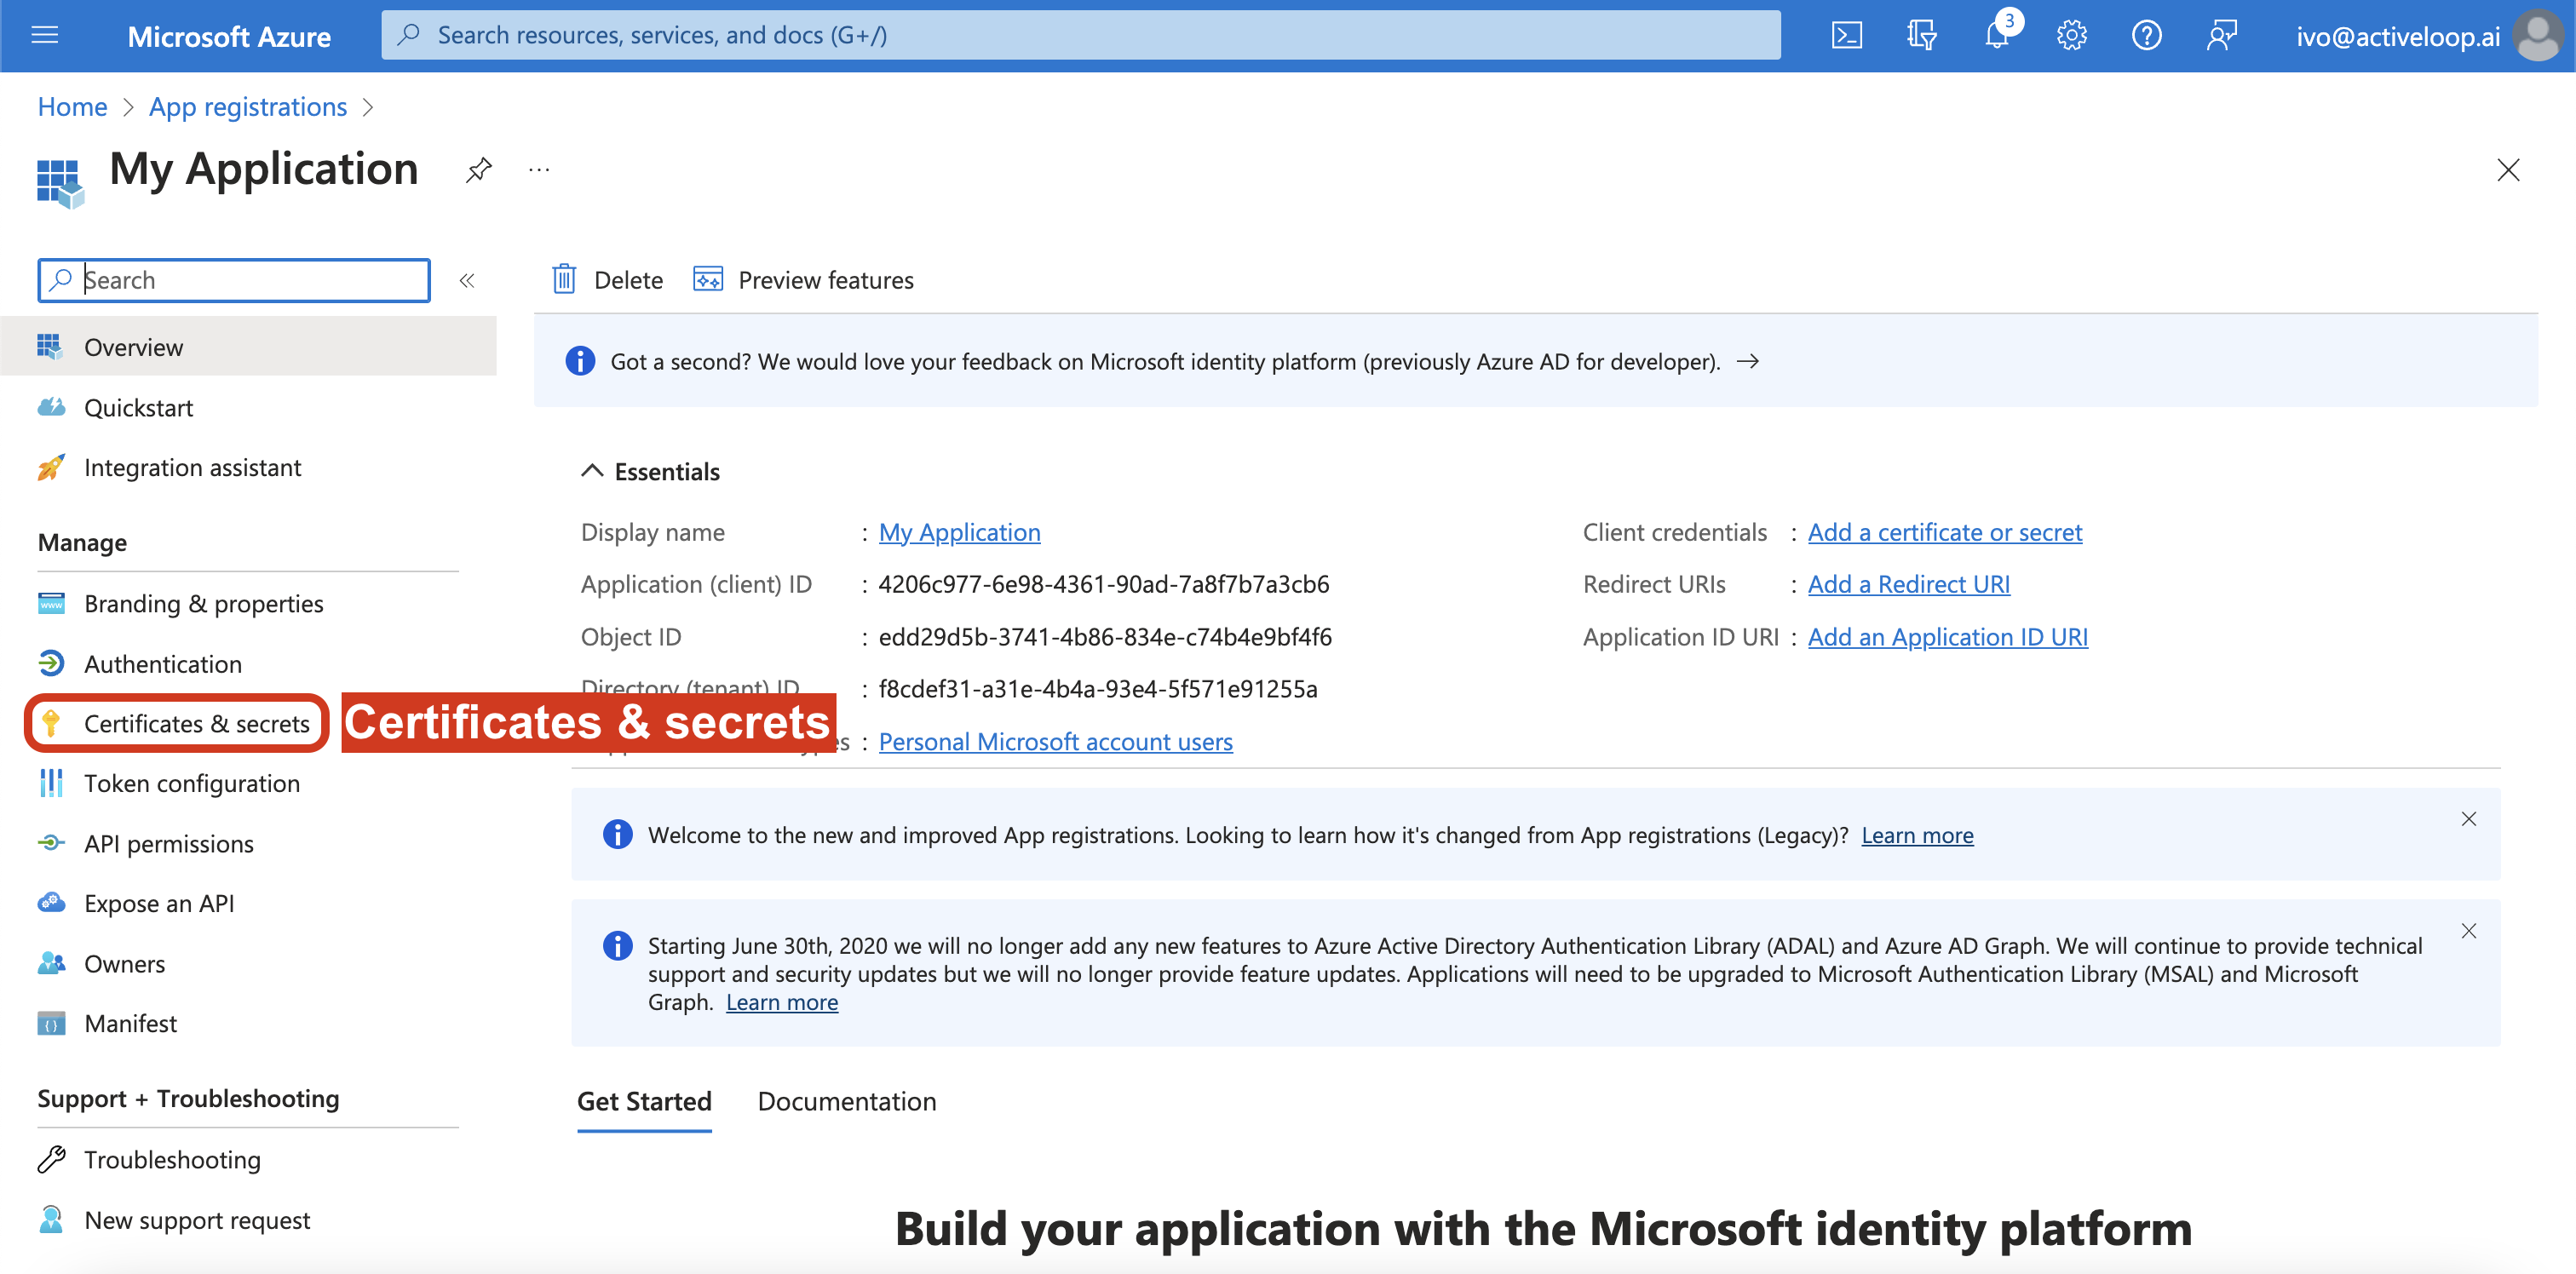 Microsoft Azure
Search resources, services, and docs (G+/)
3
ivo@activeloop.ai
Home > App registrations >
My Application
...
Search
«
Delete
Preview features
Overview
Quickstart
Integration assistant
Manage
Branding & properties
Authentication
Certificates & secrets
Token configuration
API permissions
Expose an API
Owners
Manifest
Support + Troubleshooting
Troubleshooting
New support request
Certificates & secrets
Got a second? We would love your feedback on Microsoft identity platform (previously Azure AD for developer). →
Essentials
Display name : My Application
Application (client) ID : 4206c977-6e98-4361-90ad-7a8f7b7a3cb6
Object ID : edd29d5b-3741-4b86-834e-c74b4e9bf4f6
Directory (tenant) ID : f8cdef31-a31e-4b4a-93e4-5f571e91255a
: Personal Microsoft account users
Client credentials : Add a certificate or secret
Redirect URIs : Add a Redirect URI
Application ID URI : Add an Application ID URI
Welcome to the new and improved App registrations. Looking to learn how it's changed from App registrations (Legacy)? Learn more
Starting June 30th, 2020 we will no longer add any new features to Azure Active Directory Authentication Library (ADAL) and Azure AD Graph. We will continue to provide technical
support and security updates but we will no longer provide feature updates. Applications will need to be upgraded to Microsoft Authentication Library (MSAL) and Microsoft
Graph. Learn more
Get Started
Documentation
Build your application with the Microsoft identity platform